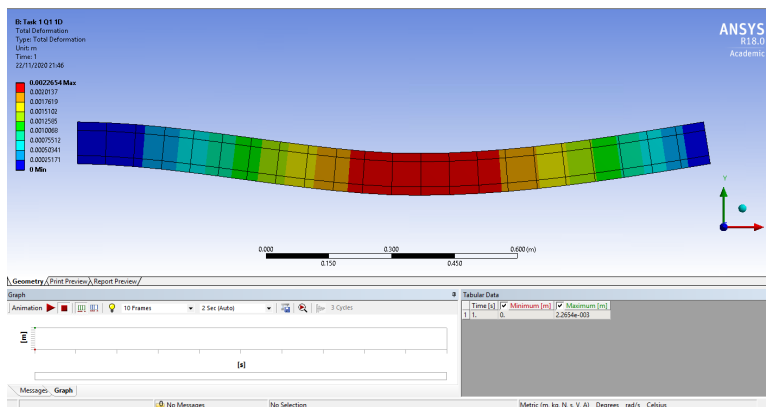 B: Task 1 Q1 1D
Total Deformation
Type: Total Deformation
Unit: m
Time: 1
22/11/2020 21:46
0.0022654 Max
0.0020137
0.0017619
0.0015102
0.0012585
0.0010068
0.00075512
0.00050341
0.00025171
0 Min
ANSYS
R18.0
Academic
Y
0.000
0.300
0.600 (m)
0.150
0.450
Geometry Print Preview Report Preview
Graph
Animation
10 Frames
2 Sec (Auto)
3 Cycles
[m]
[s]
Messages Graph
Tabular Data
Time [s] Minimum [m] Maximum [m]
1 1. 0. 2.2654e-003
0 No Messages
No Selection
Metric (m, kg, N, s, V, A) Degrees rad/s Celsius